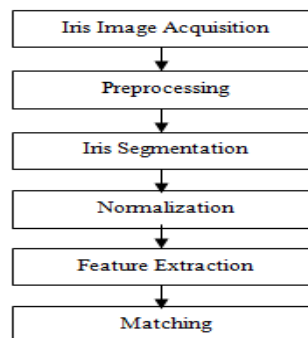 Iris Image Acquisition
Preprocessing
Iris Segmentation
Normalization
Feature Extraction
Matching